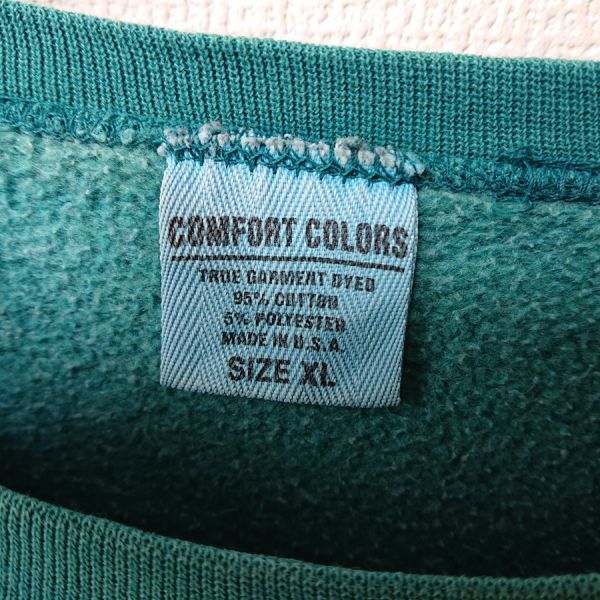 COMFORT COLORS
TRUE GARMENT DYED
95% COTTON
5% POLYESTER
MADE IN U.S.A.
SIZE XL